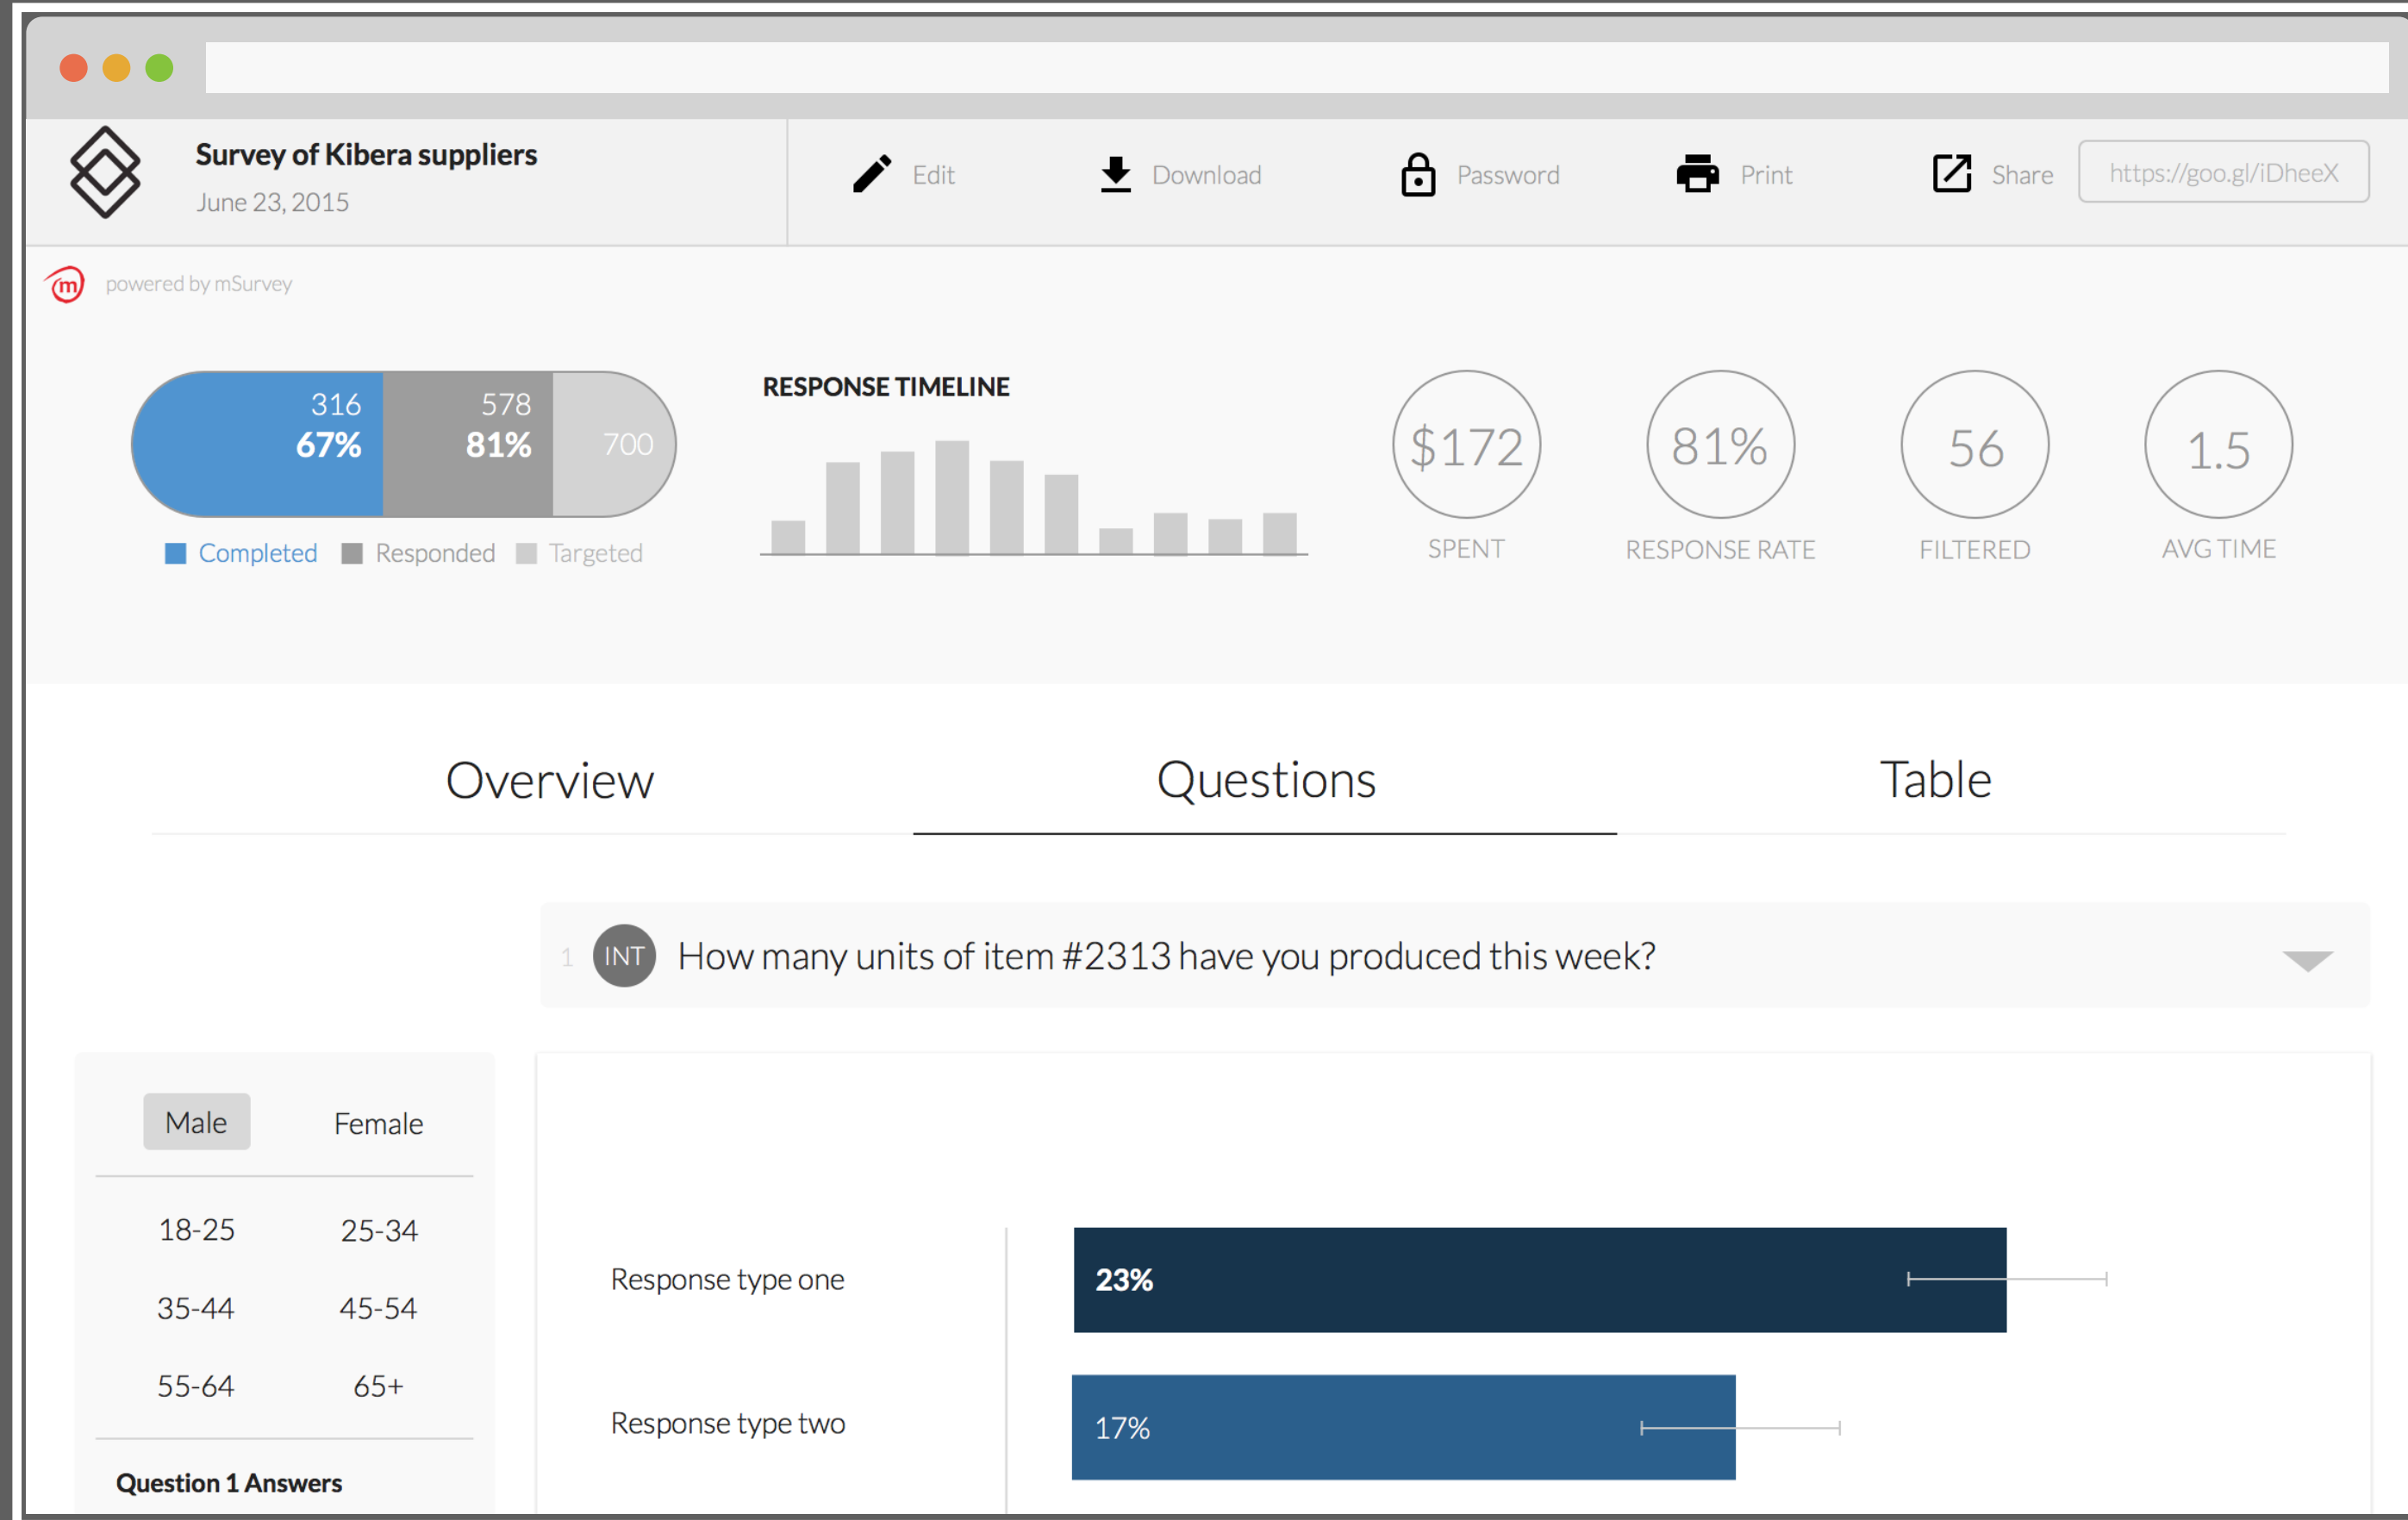 Survey of Kibera suppliers
June 23, 2015
Edit
Download
Password
Print
Share
https://goo.gl/iDheeX
m
powered by mSurvey
316
67%
578
81%
700
Completed
Responded
Targeted
RESPONSE TIMELINE
$172
SPENT
81%
RESPONSE RATE
56
FILTERED
1.5
AVG TIME
Overview
Questions
Table
1 INT How many units of item #2313 have you produced this week?
Male
Female
18-25
25-34
35-44
45-54
55-64
65+
Question 1 Answers
Response type one
23%
Response type two
17%